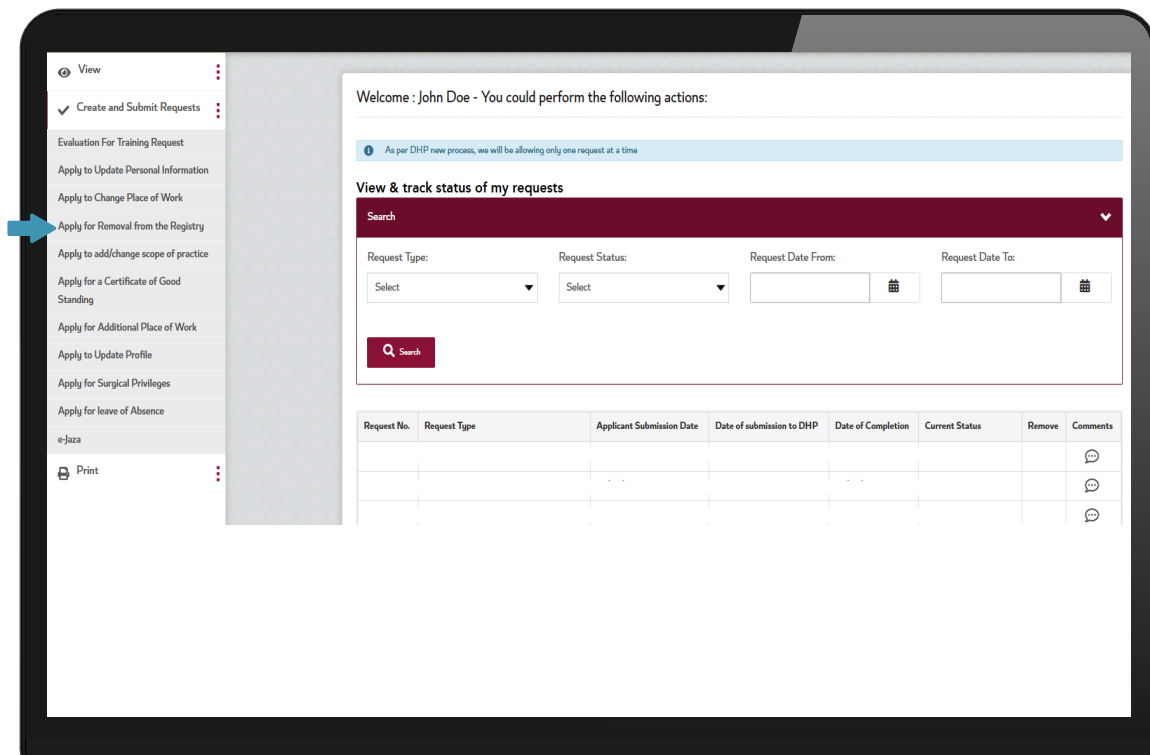 View
Create and Submit Requests
Evaluation For Training Request
Apply to Update Personal Information
Apply to Change Place of Work
Apply for Removal from the Registry
Apply to add/change scope of practice
Apply for a Certificate of Good
Standing
Apply for Additional Place of Work
Apply to Update Profile
Apply for Surgical Privileges
Apply for leave of Absence
e-Jaza
Print
Welcome : John Doe - You could perform the following actions:
As per DHP new process, we will be allowing only one request at a time
View & track status of my requests
Search
Request Type: Request Status: Request Date From: Request Date To:
Select Select
Search
Request No. Request Type Applicant Submission Date Date of submission to DHP Date of Completion Current Status Remove Comments